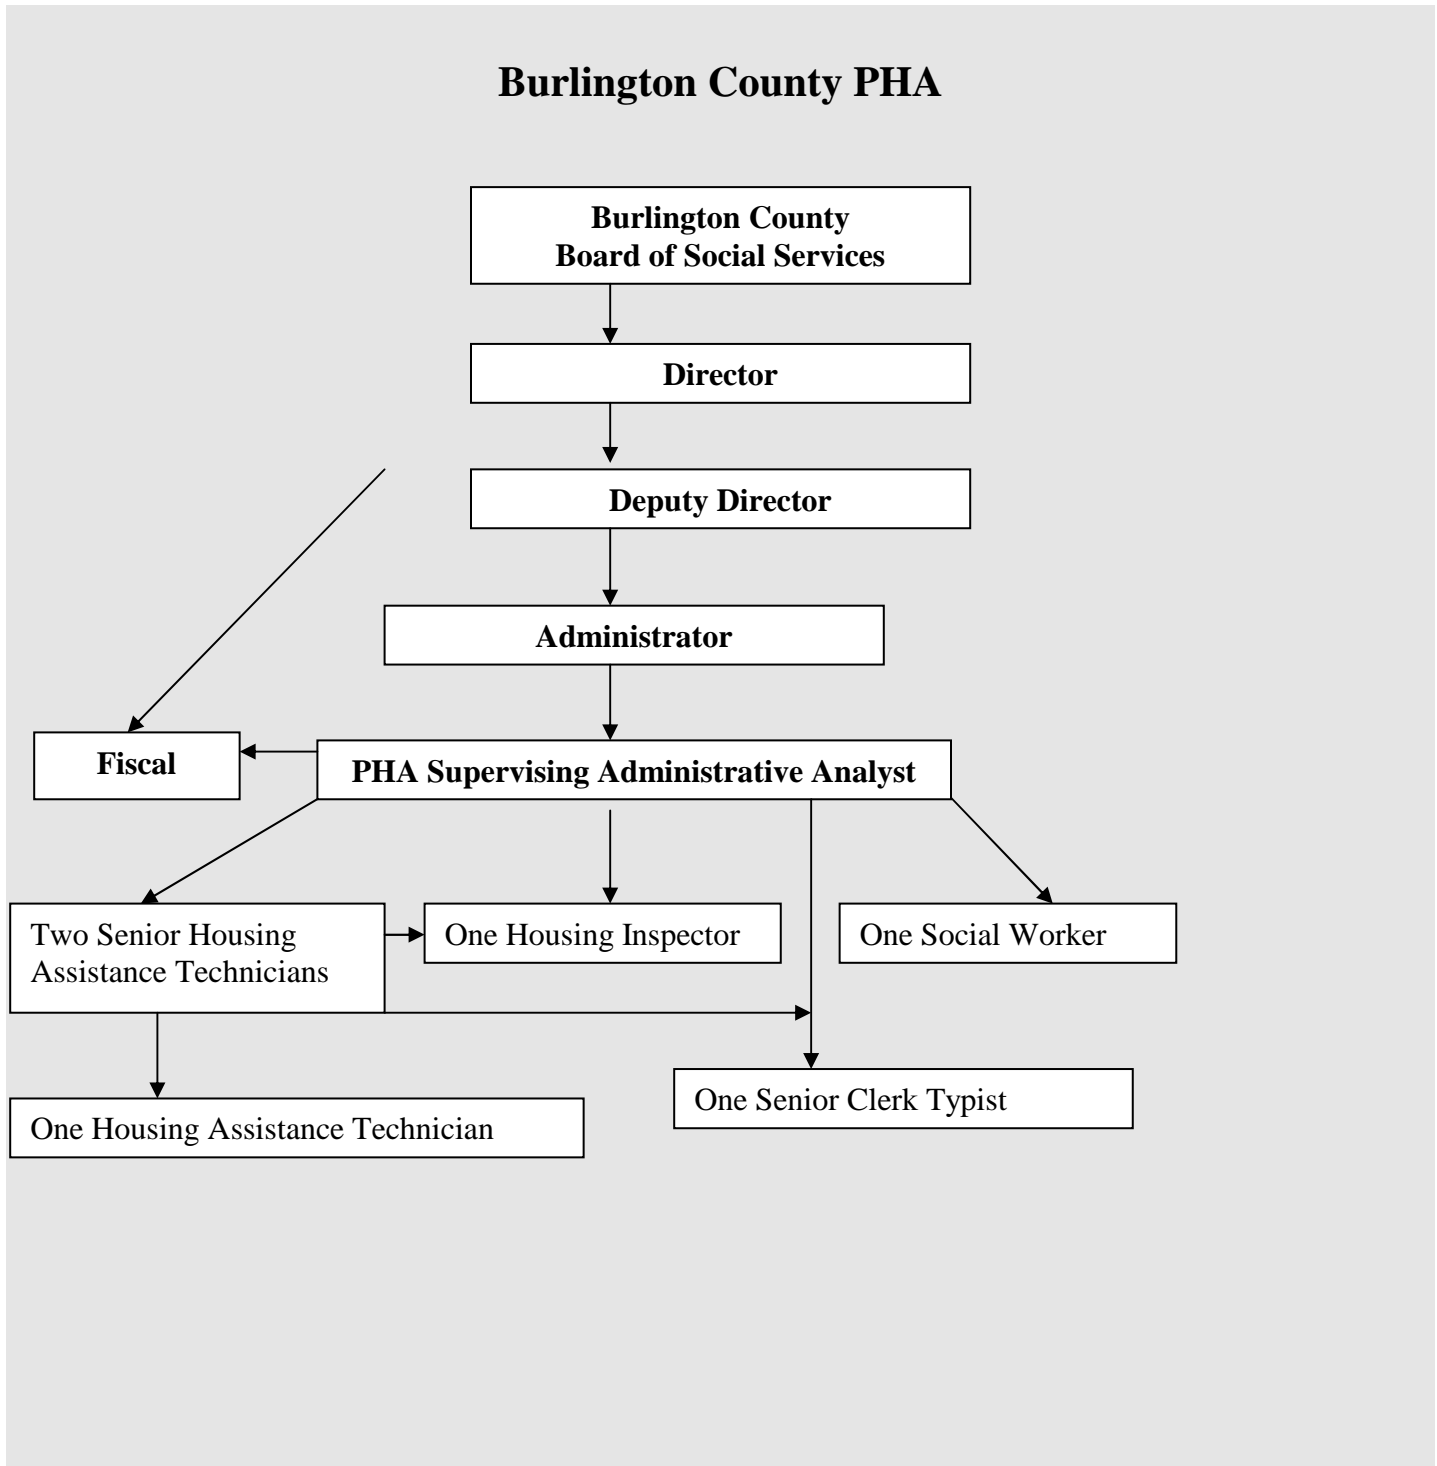 Burlington County PHA
Burlington County
Board of Social Services
Director
Deputy Director
Administrator
Fiscal
PHA Supervising Administrative Analyst
Two Senior Housing
Assistance Technicians
One Housing Inspector
One Social Worker
One Senior Clerk Typist
One Housing Assistance Technician